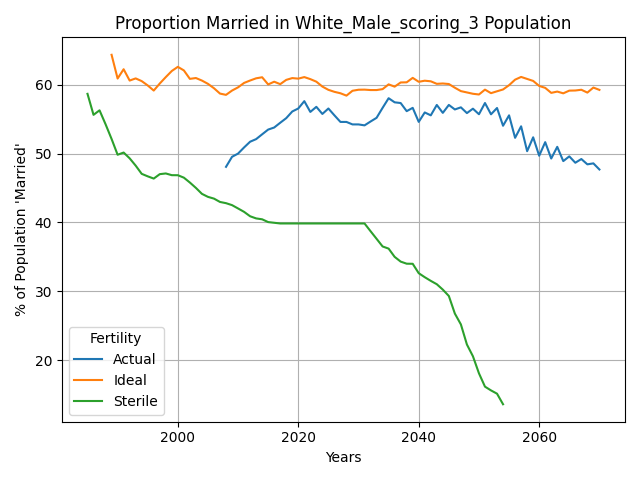 Proportion Married in White_Male_scoring_3 Population
% of Population 'Married'
60
50
40
30
20
Fertility
Actual
Ideal
Sterile
2000 2020 2040 2060
Years